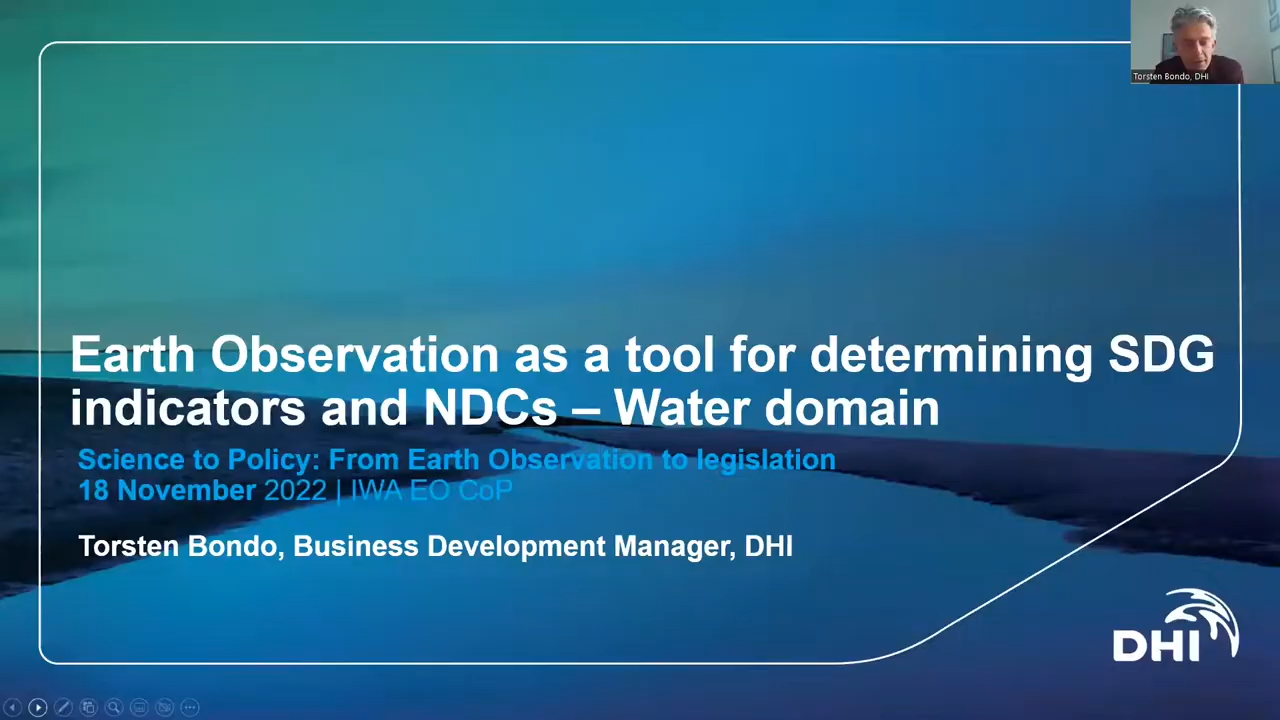 Torsten Bondo, DHI
Earth Observation as a tool for determining SDG
indicators and NDCs – Water domain
Science to Policy: From Earth Observation to legislation
18 November 2022 | IWA EO CoP
Torsten Bondo, Business Development Manager, DHI
DHI